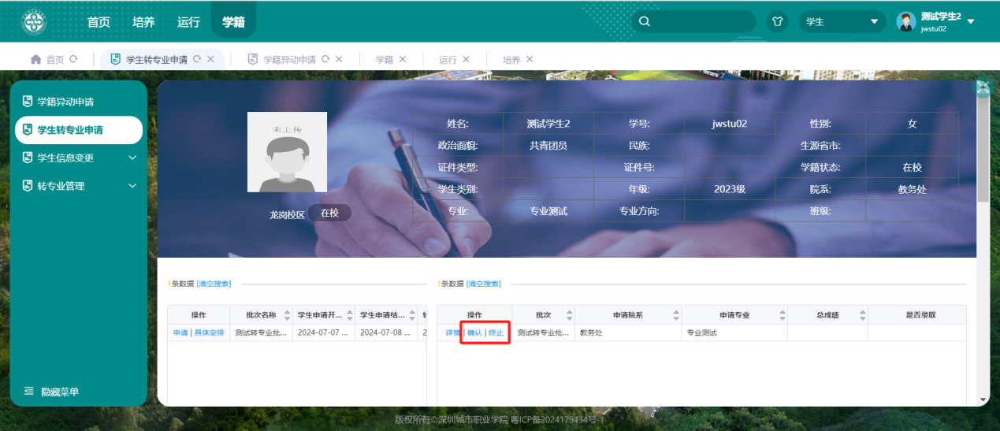 首页 培养 运行 学籍 学生 测试学生2
jwstu02
首页 学生转专业申请 学籍异动申请 学籍 运行 培养
学籍异动申请
学生转专业申请
学生信息变更
转专业管理
隐藏菜单
未上传
龙岗校区 在校
姓名: 测试学生2 学号: jwstu02 性别: 女
政治面貌: 共青团员 民族: 生源省市:
证件类型: 证件号: 学籍状态: 在校
学生类别: 年级: 2023级 院系: 教务处
专业: 专业测试 专业方向: 班级:
1条数据 [清空搜索]
操作 批次名称 学生申请开... 学生申请结...
申请 | 具体安排 测试转专业批... 2024-07-07 ... 2024-07-08 ... 2
1条数据 [清空搜索]
操作 批次 申请院系 申请专业 总成绩 是否录取
详情 | 确认 | 终止 测试转专业批... 教务处 专业测试
版权所有©深圳城市职业学院 粤ICP备2024179434号-1